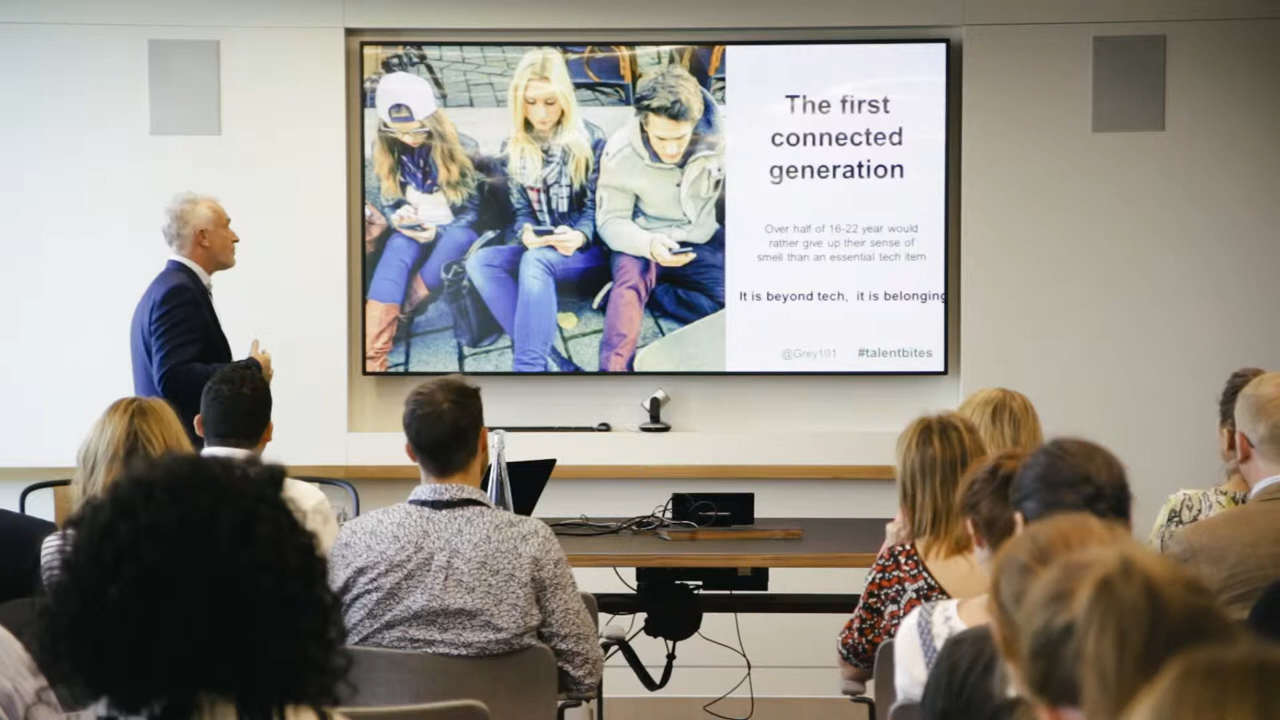 The first
connected
generation
Over half of 16-22 year would
rather give up their sense of
smell than an essential tech item
It is beyond tech, it is belonging
@Grey101 #talentbites